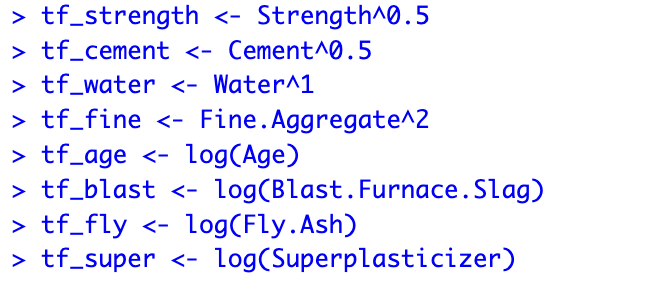 > tf_strength <- Strength^0.5
> tf_cement <- Cement^0.5
> tf_water <- Water^1
> tf_fine <- Fine.Aggregate^2
> tf_age <- log(Age)
> tf_blast <- log(Blast.Furnace.Slag)
> tf_fly <- log(Fly.Ash)
> tf_super <- log(Superplasticizer)